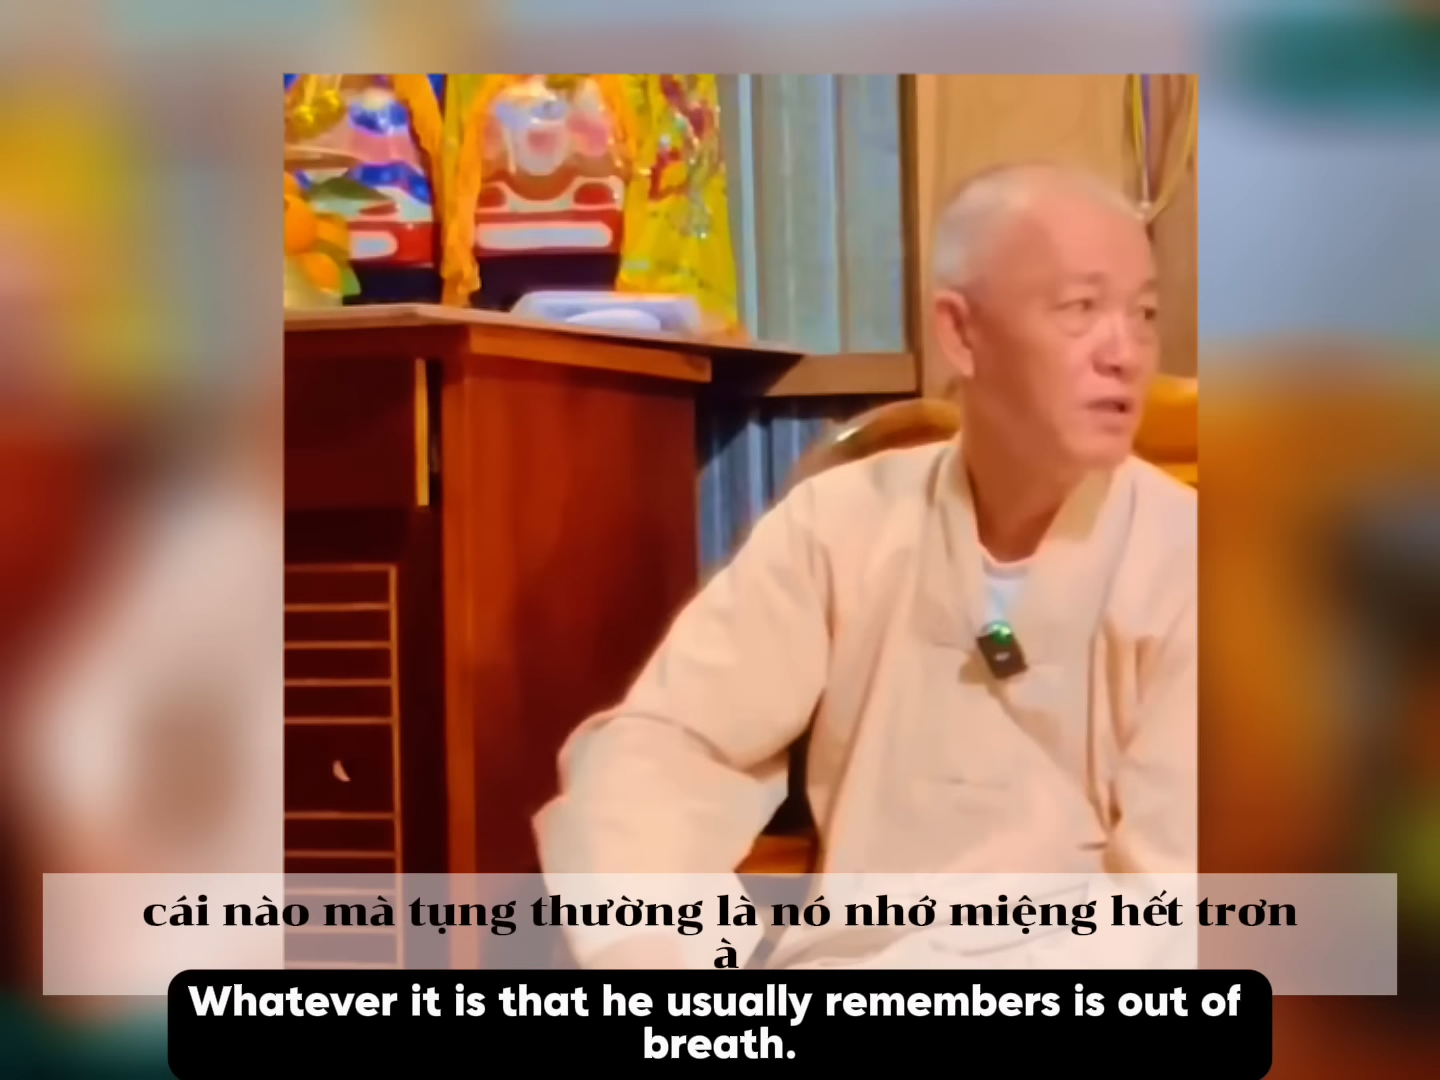 cái nào mà tụng thường là nó nhớ miệng hết trơn
à
Whatever it is that he usually remembers is out of
breath.